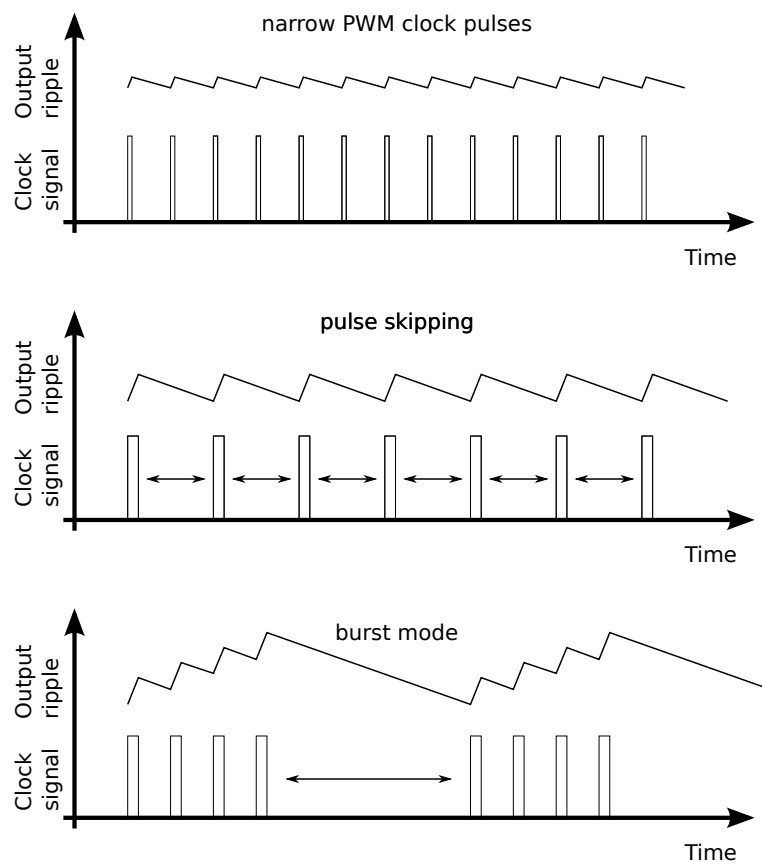 narrow PWM clock pulses
Output
ripple
Clock
signal
Time
pulse skipping
Output
ripple
Clock
signal
Time
burst mode
Output
ripple
Clock
signal
Time